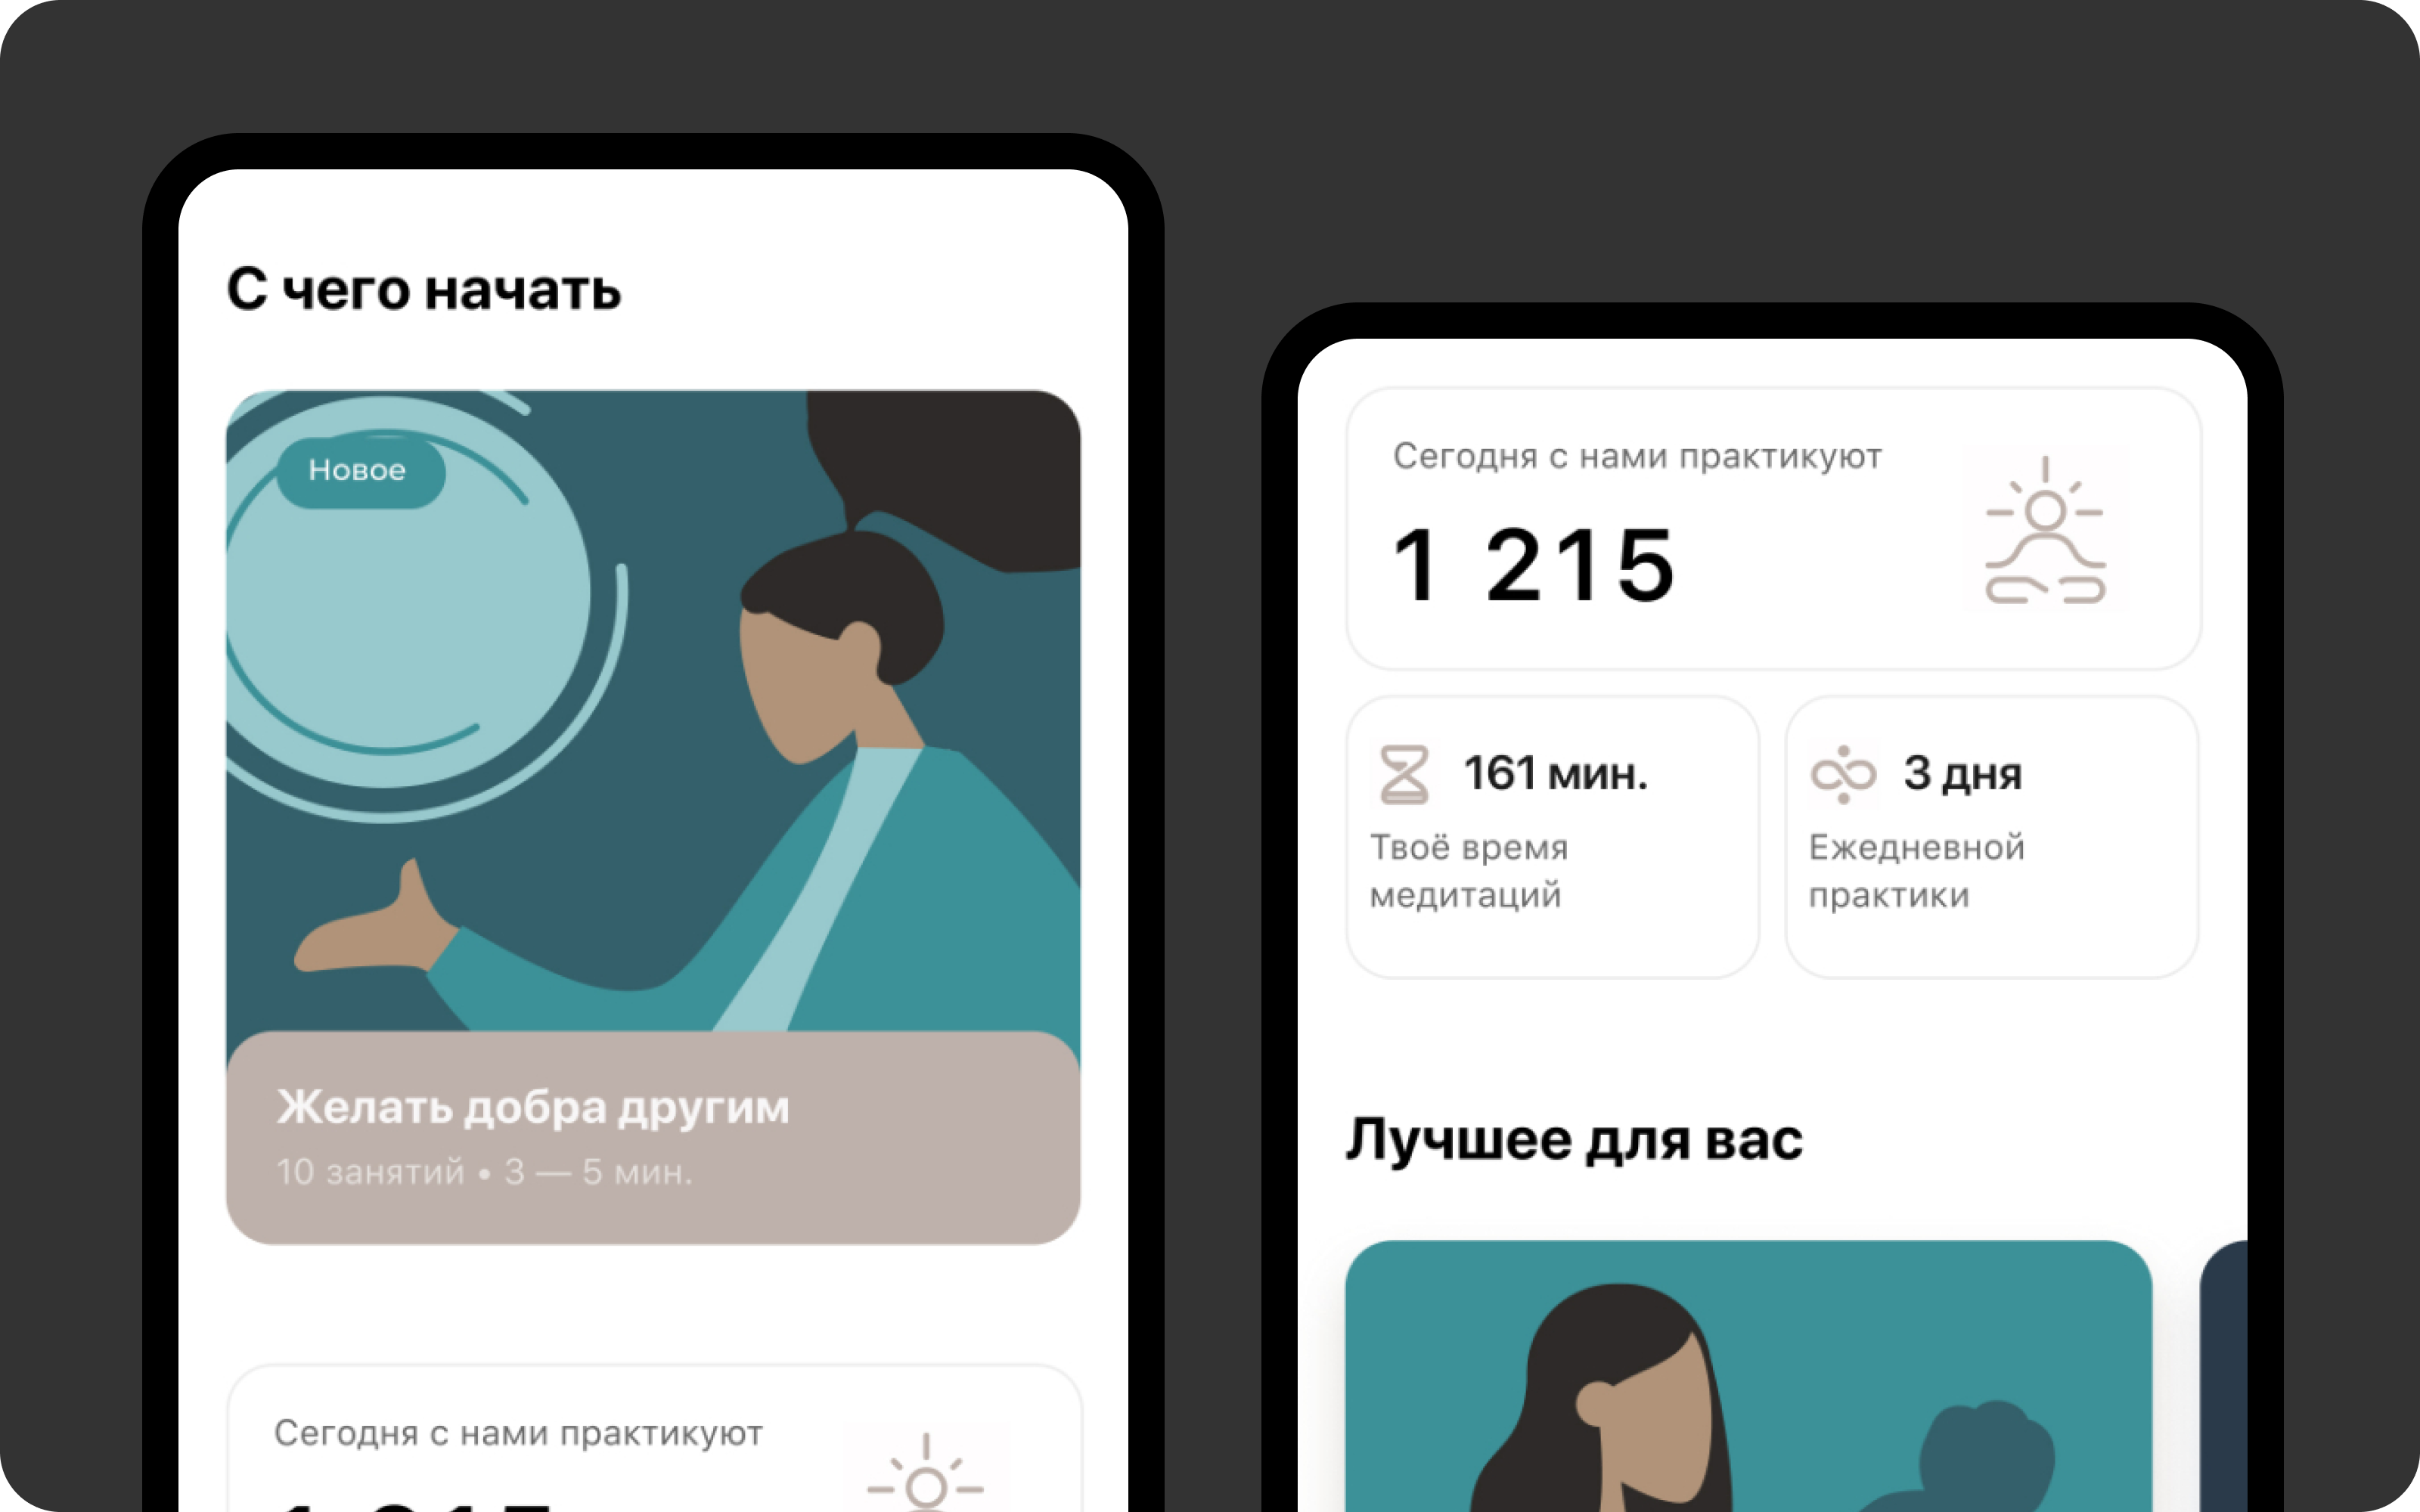 С чего начать
Новое
Желать добра другим
10 занятий • 3 — 5 мин.
Сегодня с нами практикуют
Сегодня с нами практикуют
1 215
161 мин.
Твоё время
медитаций
3 дня
Ежедневной
практики
Лучшее для вас